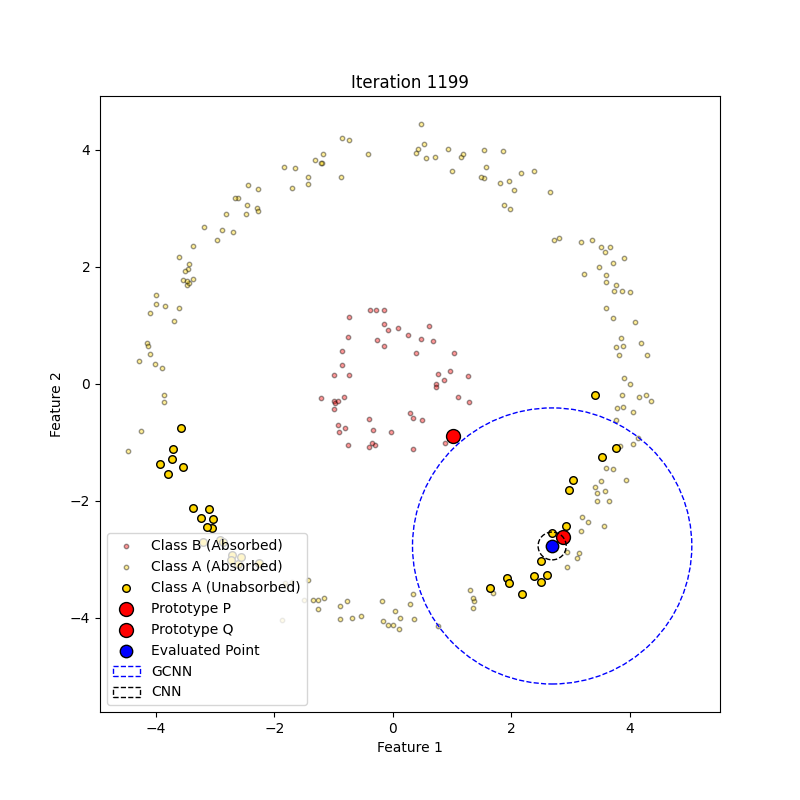 Iteration 1199
4
2
0
−2
−4
Feature 2
Class B (Absorbed)
Class A (Absorbed)
Class A (Unabsorbed)
Prototype P
Prototype Q
Evaluated Point
GCNN
CNN
−4
−2
0
2
4
Feature 1